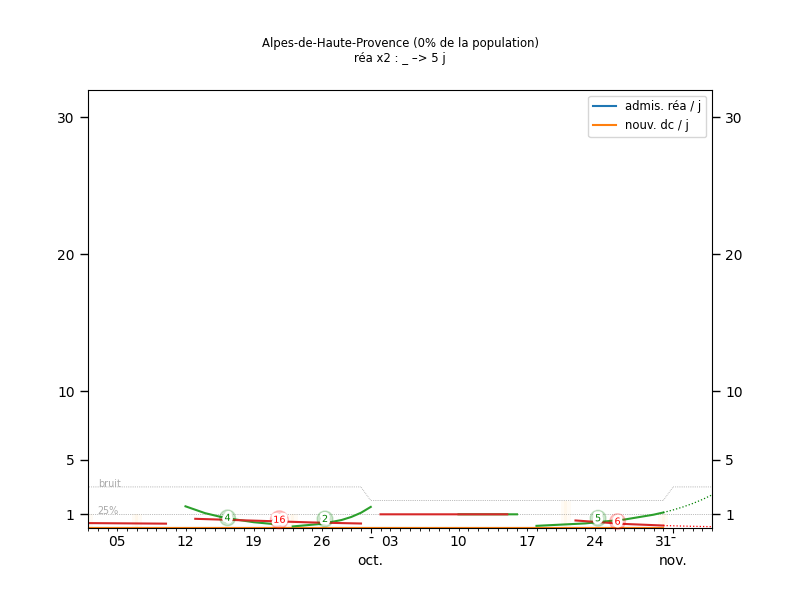 Alpes-de-Haute-Provence (0% de la population)
réa x2 : _ –> 5 j
admis. réa / j
nouv. dc / j
30 30
20 20
10 10
5 5
bruit
25%
1 1
4 16 2 5 6
05 12 19 26 - 03 10 17 24 31-
oct. nov.